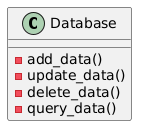 C Database
add_data()
update_data()
delete_data()
query_data()